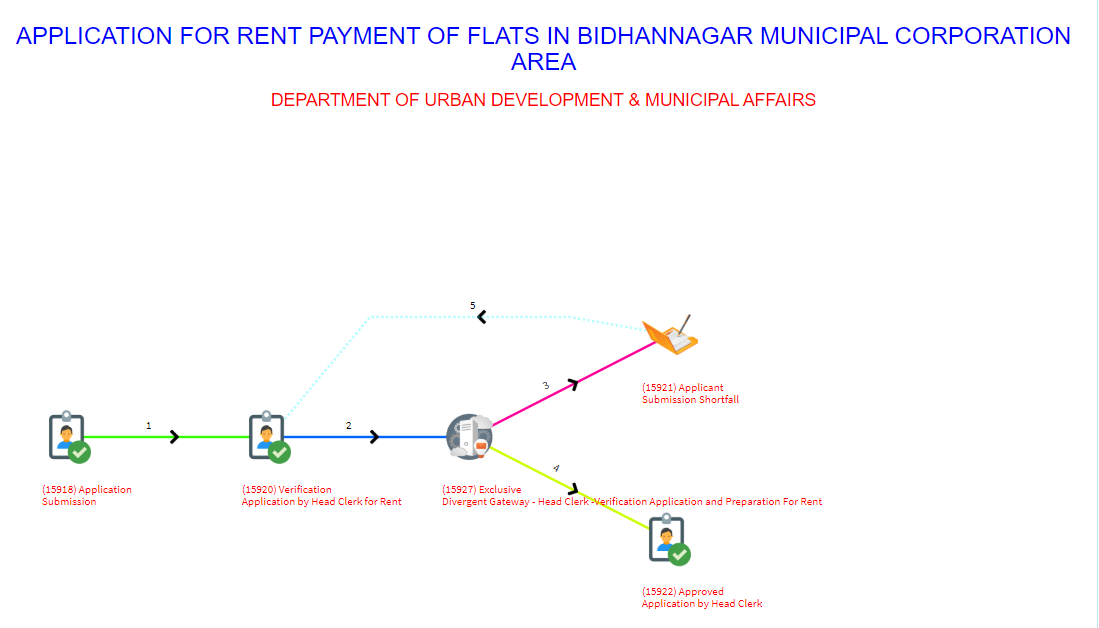 APPLICATION FOR RENT PAYMENT OF FLATS IN BIDHANNAGAR MUNICIPAL CORPORATION
AREA
DEPARTMENT OF URBAN DEVELOPMENT & MUNICIPAL AFFAIRS
5
3
(15921) Applicant
Submission Shortfall
1
2
4
(15918) Application
Submission
(15920) Verification
Application by Head Clerk for Rent
(15927) Exclusive
Divergent Gateway - Head Clerk -Verification Application and Preparation For Rent
(15922) Approved
Application by Head Clerk